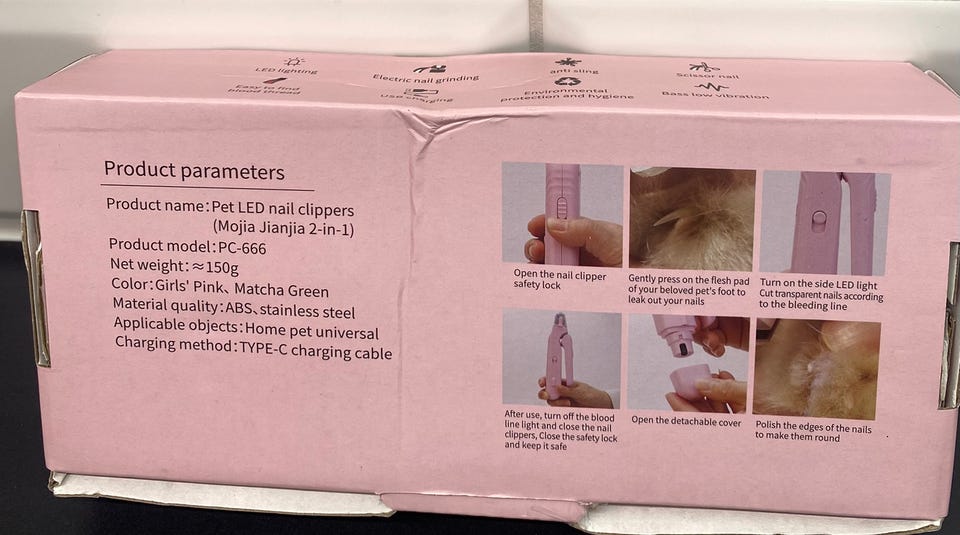 LED lighting
Electric nail grinding
anti sling
Scissor nail
Easy to find
blood thread
USB charging
Environmental
protection and hygiene
Bass low vibration
Product parameters
Product name:Pet LED nail clippers
(Mojia Jianjia 2-in-1)
Product model:PC-666
Net weight:≈150g
Color:Girls' Pink、Matcha Green
Material quality:ABS、stainless steel
Applicable objects:Home pet universal
Charging method:TYPE-C charging cable
Open the nail clipper
safety lock
Gently press on the flesh pad
of your beloved pet's foot to
leak out your nails
Turn on the side LED light
Cut transparent nails according
to the bleeding line
After use, turn off the blood
line light and close the nail
clippers, Close the safety lock
and keep it safe
Open the detachable cover
Polish the edges of the nails
to make them round